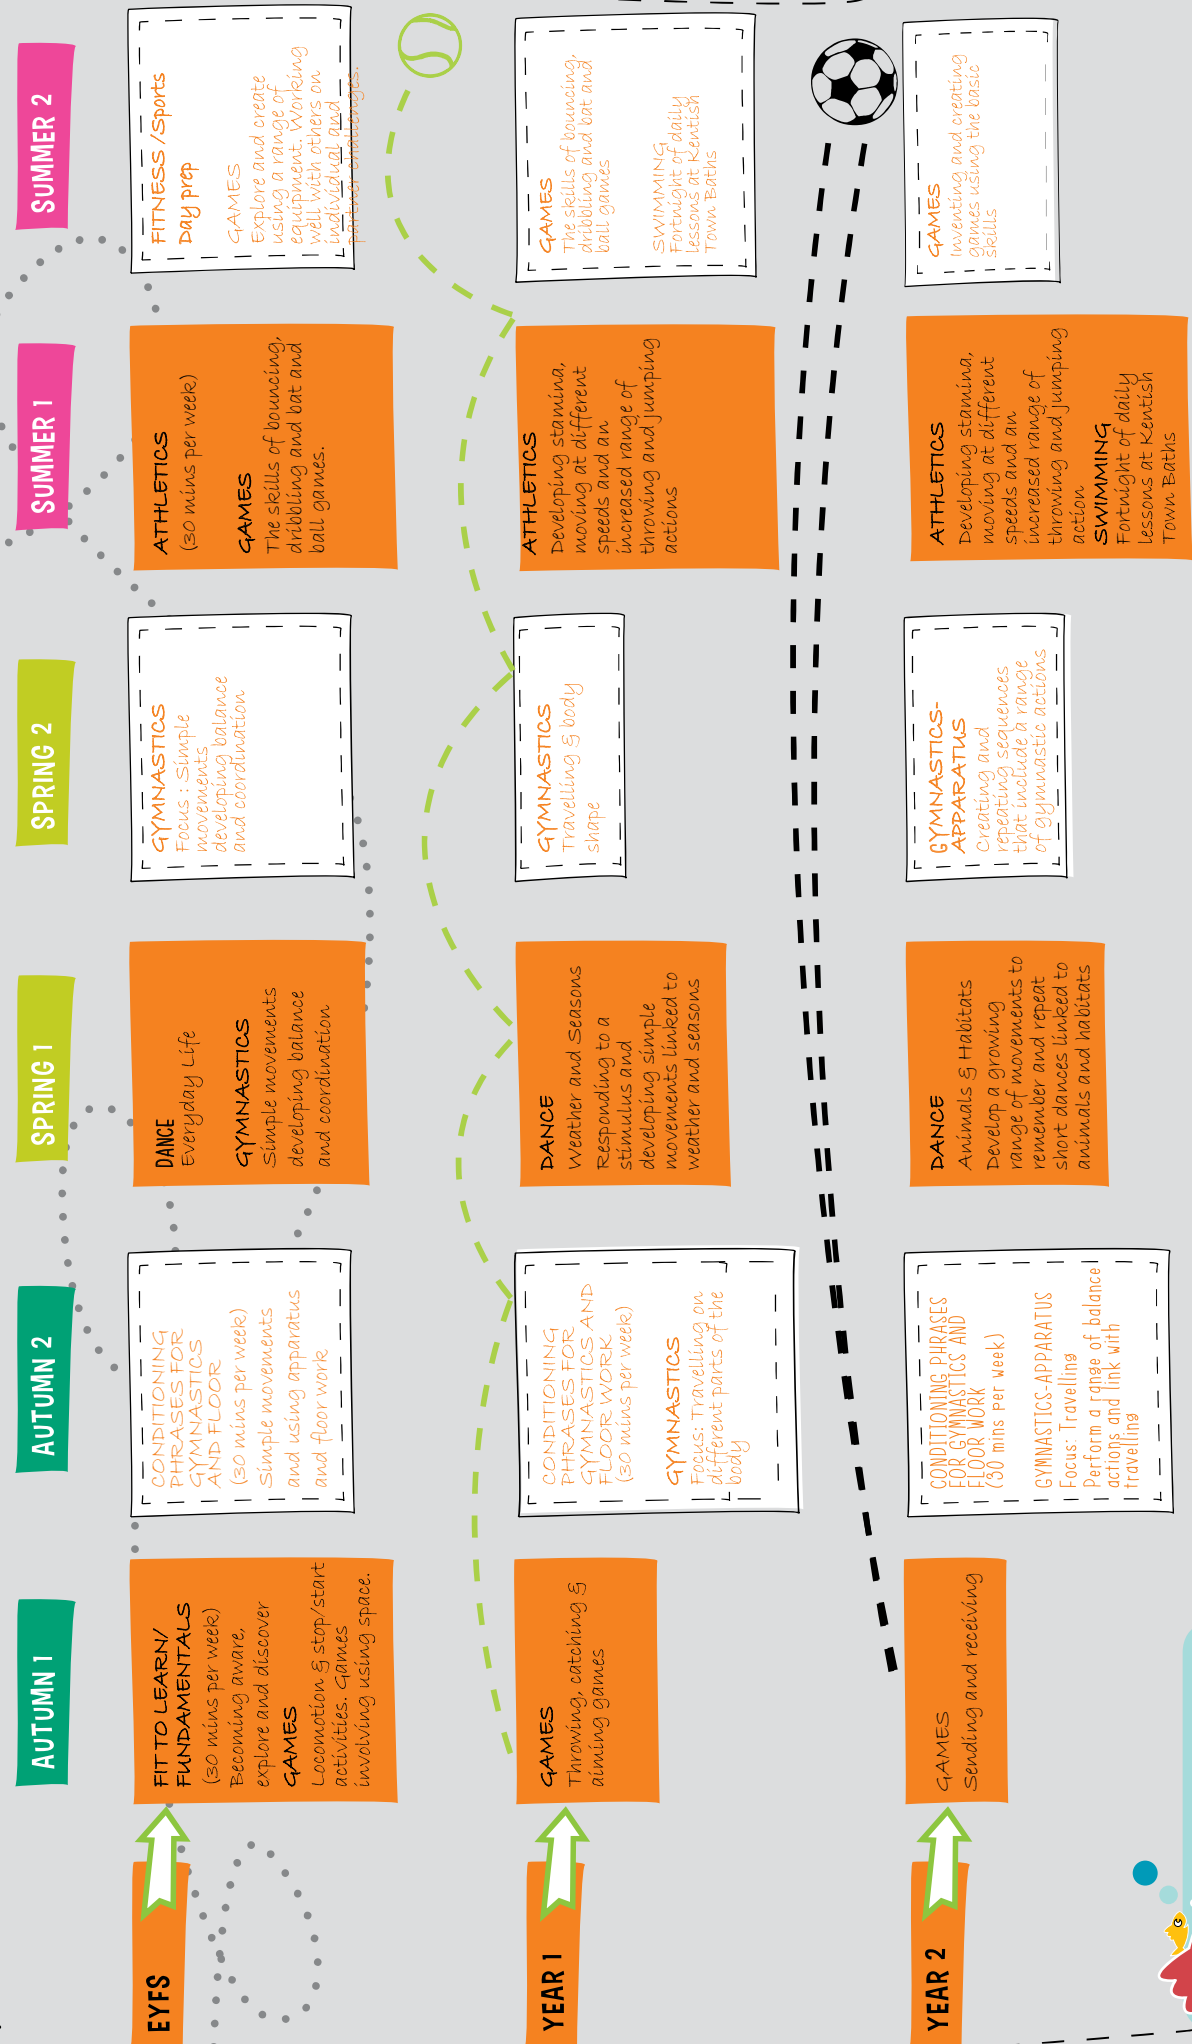 AUTUMN 1
AUTUMN 2
SPRING 1
SPRING 2
SUMMER 1
SUMMER 2
EYFS
FIT TO LEARN/
FUNDAMENTALS
(30 mins per week)
Becoming aware,
explore and discover
GAMES
Locomotion & stop/start
activities. Games
involving using space.
CONDITIONING
PHRASES FOR
GYMNASTICS
AND FLOOR
(30 mins per week)
Simple movements
and using apparatus
and floor work
DANCE
Everyday Life
GYMNASTICS
Simple movements
developing balance
and coordination
GYMNASTICS
Focus : Simple
movements
developing balance
and coordination
ATHLETICS
(30 mins per week)
GAMES
The skills of bouncing,
dribbling and bat and
ball games.
FITNESS /Sports
Day prep
GAMES
Explore and create
using a range of
equipment. Working
well with others on
individual and
partner challenges.
YEAR 1
GAMES
Throwing, catching &
aiming games
CONDITIONING
PHRASES FOR
GYMNASTICS AND
FLOOR WORK
(30 mins per week)
GYMNASTICS
Focus: Travelling on
different parts of the
body
DANCE
Weather and Seasons
Responding to a
stimulus and
developing simple
movements linked to
weather and seasons
GYMNASTICS
Travelling & body
shape
ATHLETICS
Developing stamina,
moving at different
speeds and an
increased range of
throwing and jumping
actions
GAMES
The skills of bouncing,
dribbling and bat and
ball games
SWIMMING
Fortnight of daily
lessons at Kentish
Town Baths
YEAR 2
GAMES
Sending and receiving
CONDITIONING PHRASES
FOR GYMNASTICS AND
FLOOR WORK
(30 mins per week)
GYMNASTICS-APPARATUS
Focus: Travelling
Perform a range of balance
actions and link with
travelling
DANCE
Animals & Habitats
Develop a growing
range of movements to
remember and repeat
short dances linked to
animals and habitats
GYMNASTICS-
APPARATUS
Creating and
repeating sequences
that include a range
of gymnastic actions
ATHLETICS
Developing stamina,
moving at different
speeds and an
increased range of
throwing and jumping
action
SWIMMING
Fortnight of daily
lessons at Kentish
Town Baths
GAMES
Inventing and creating
games using the basic
skills